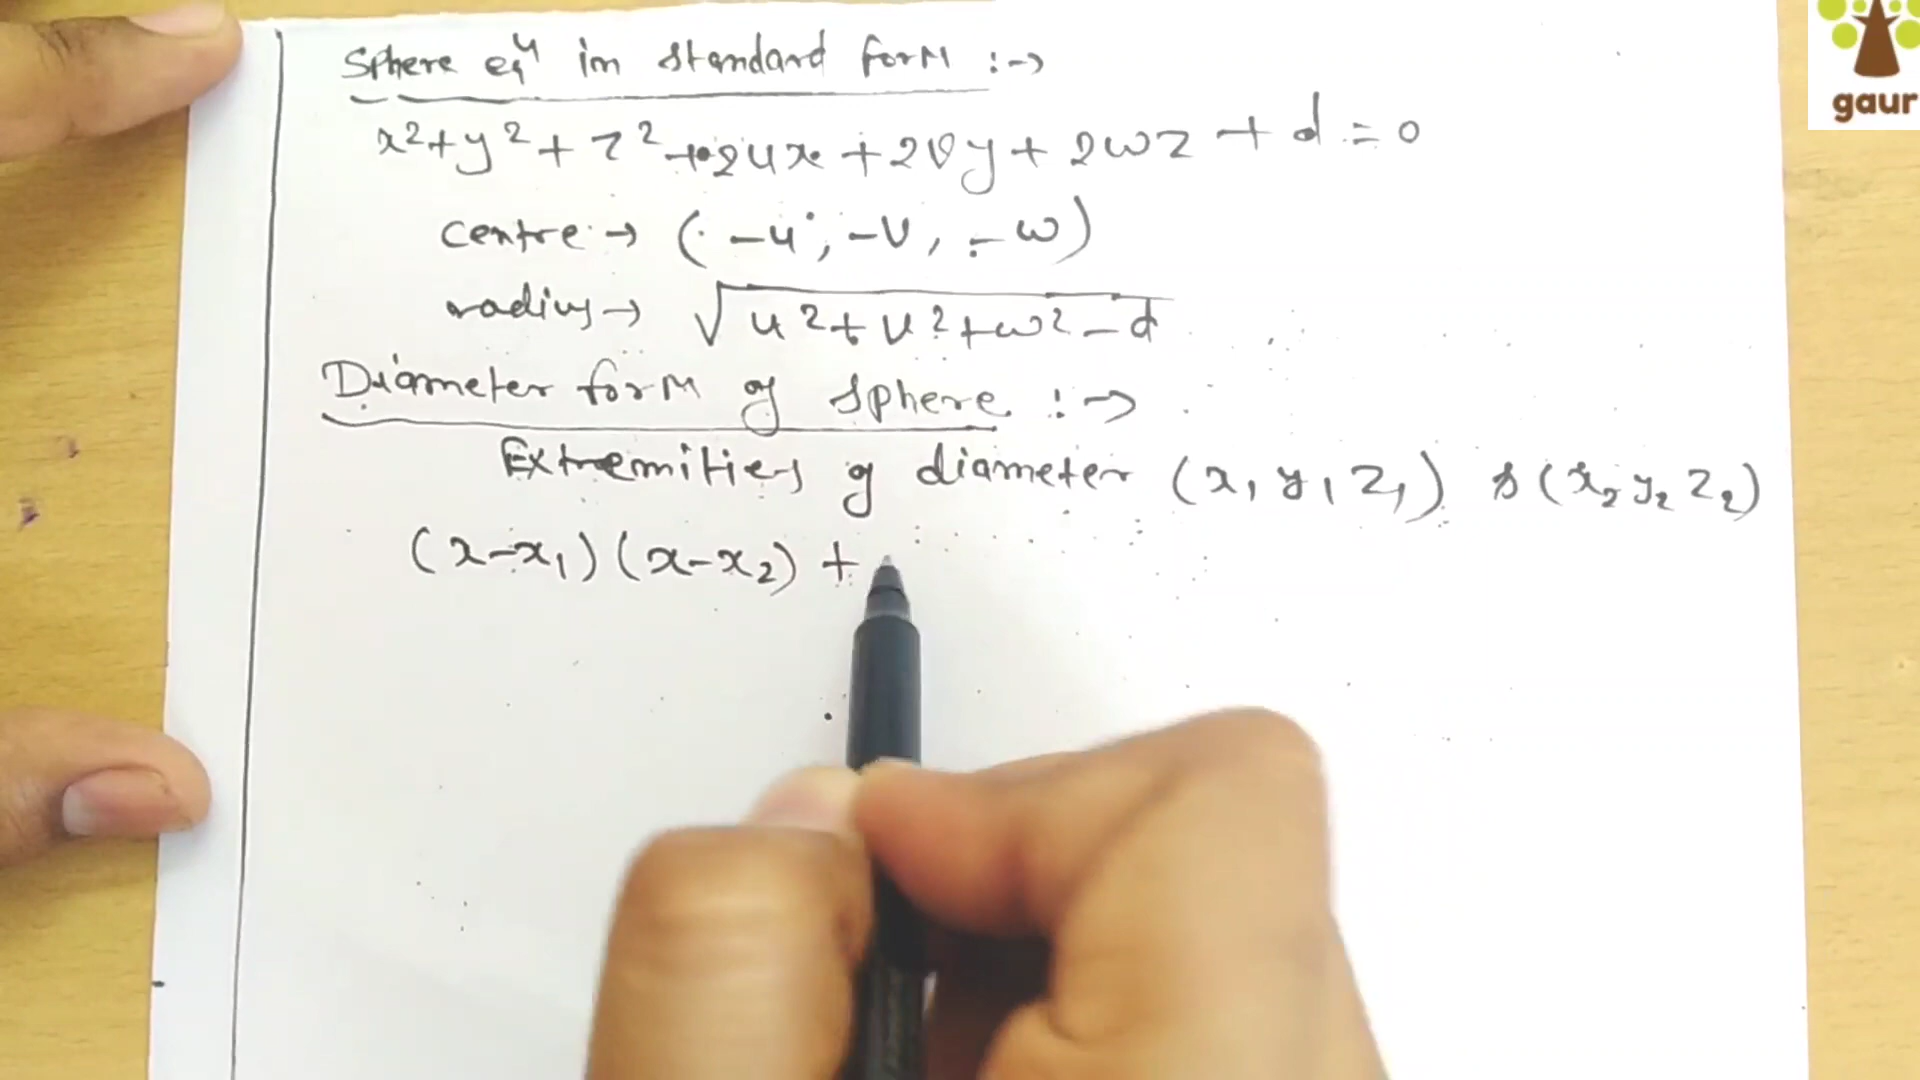 Sphere eqn in standard form :→
gaur
x²+y²+z²+2ux+2vy+2wz+d=0
centre → (-u, -v, -w)
radius → √u²+v²+w²-d
Diameter form of sphere :→
Extremities of diameter (x₁ y₁ z₁) & (x₂ y₂ z₂)
(x-x₁)(x-x₂) +